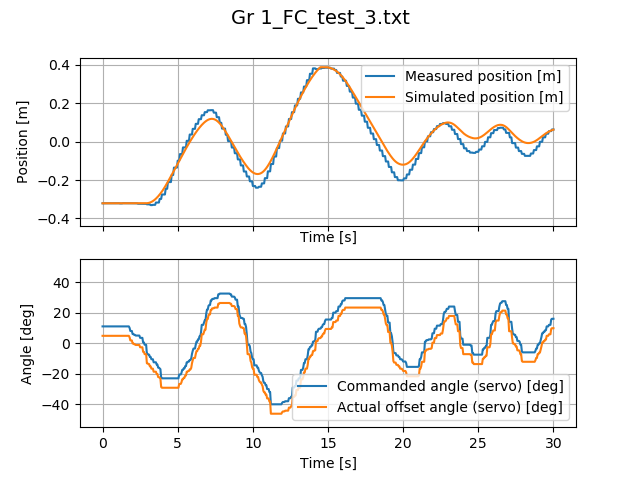 Gr 1_FC_test_3.txt
0.4
0.2
0.0
−0.2
−0.4
Position [m]
Measured position [m]
Simulated position [m]
Time [s]
40
20
0
−20
−40
Angle [deg]
Commanded angle (servo) [deg]
Actual offset angle (servo) [deg]
0 5 10 15 20 25 30
Time [s]